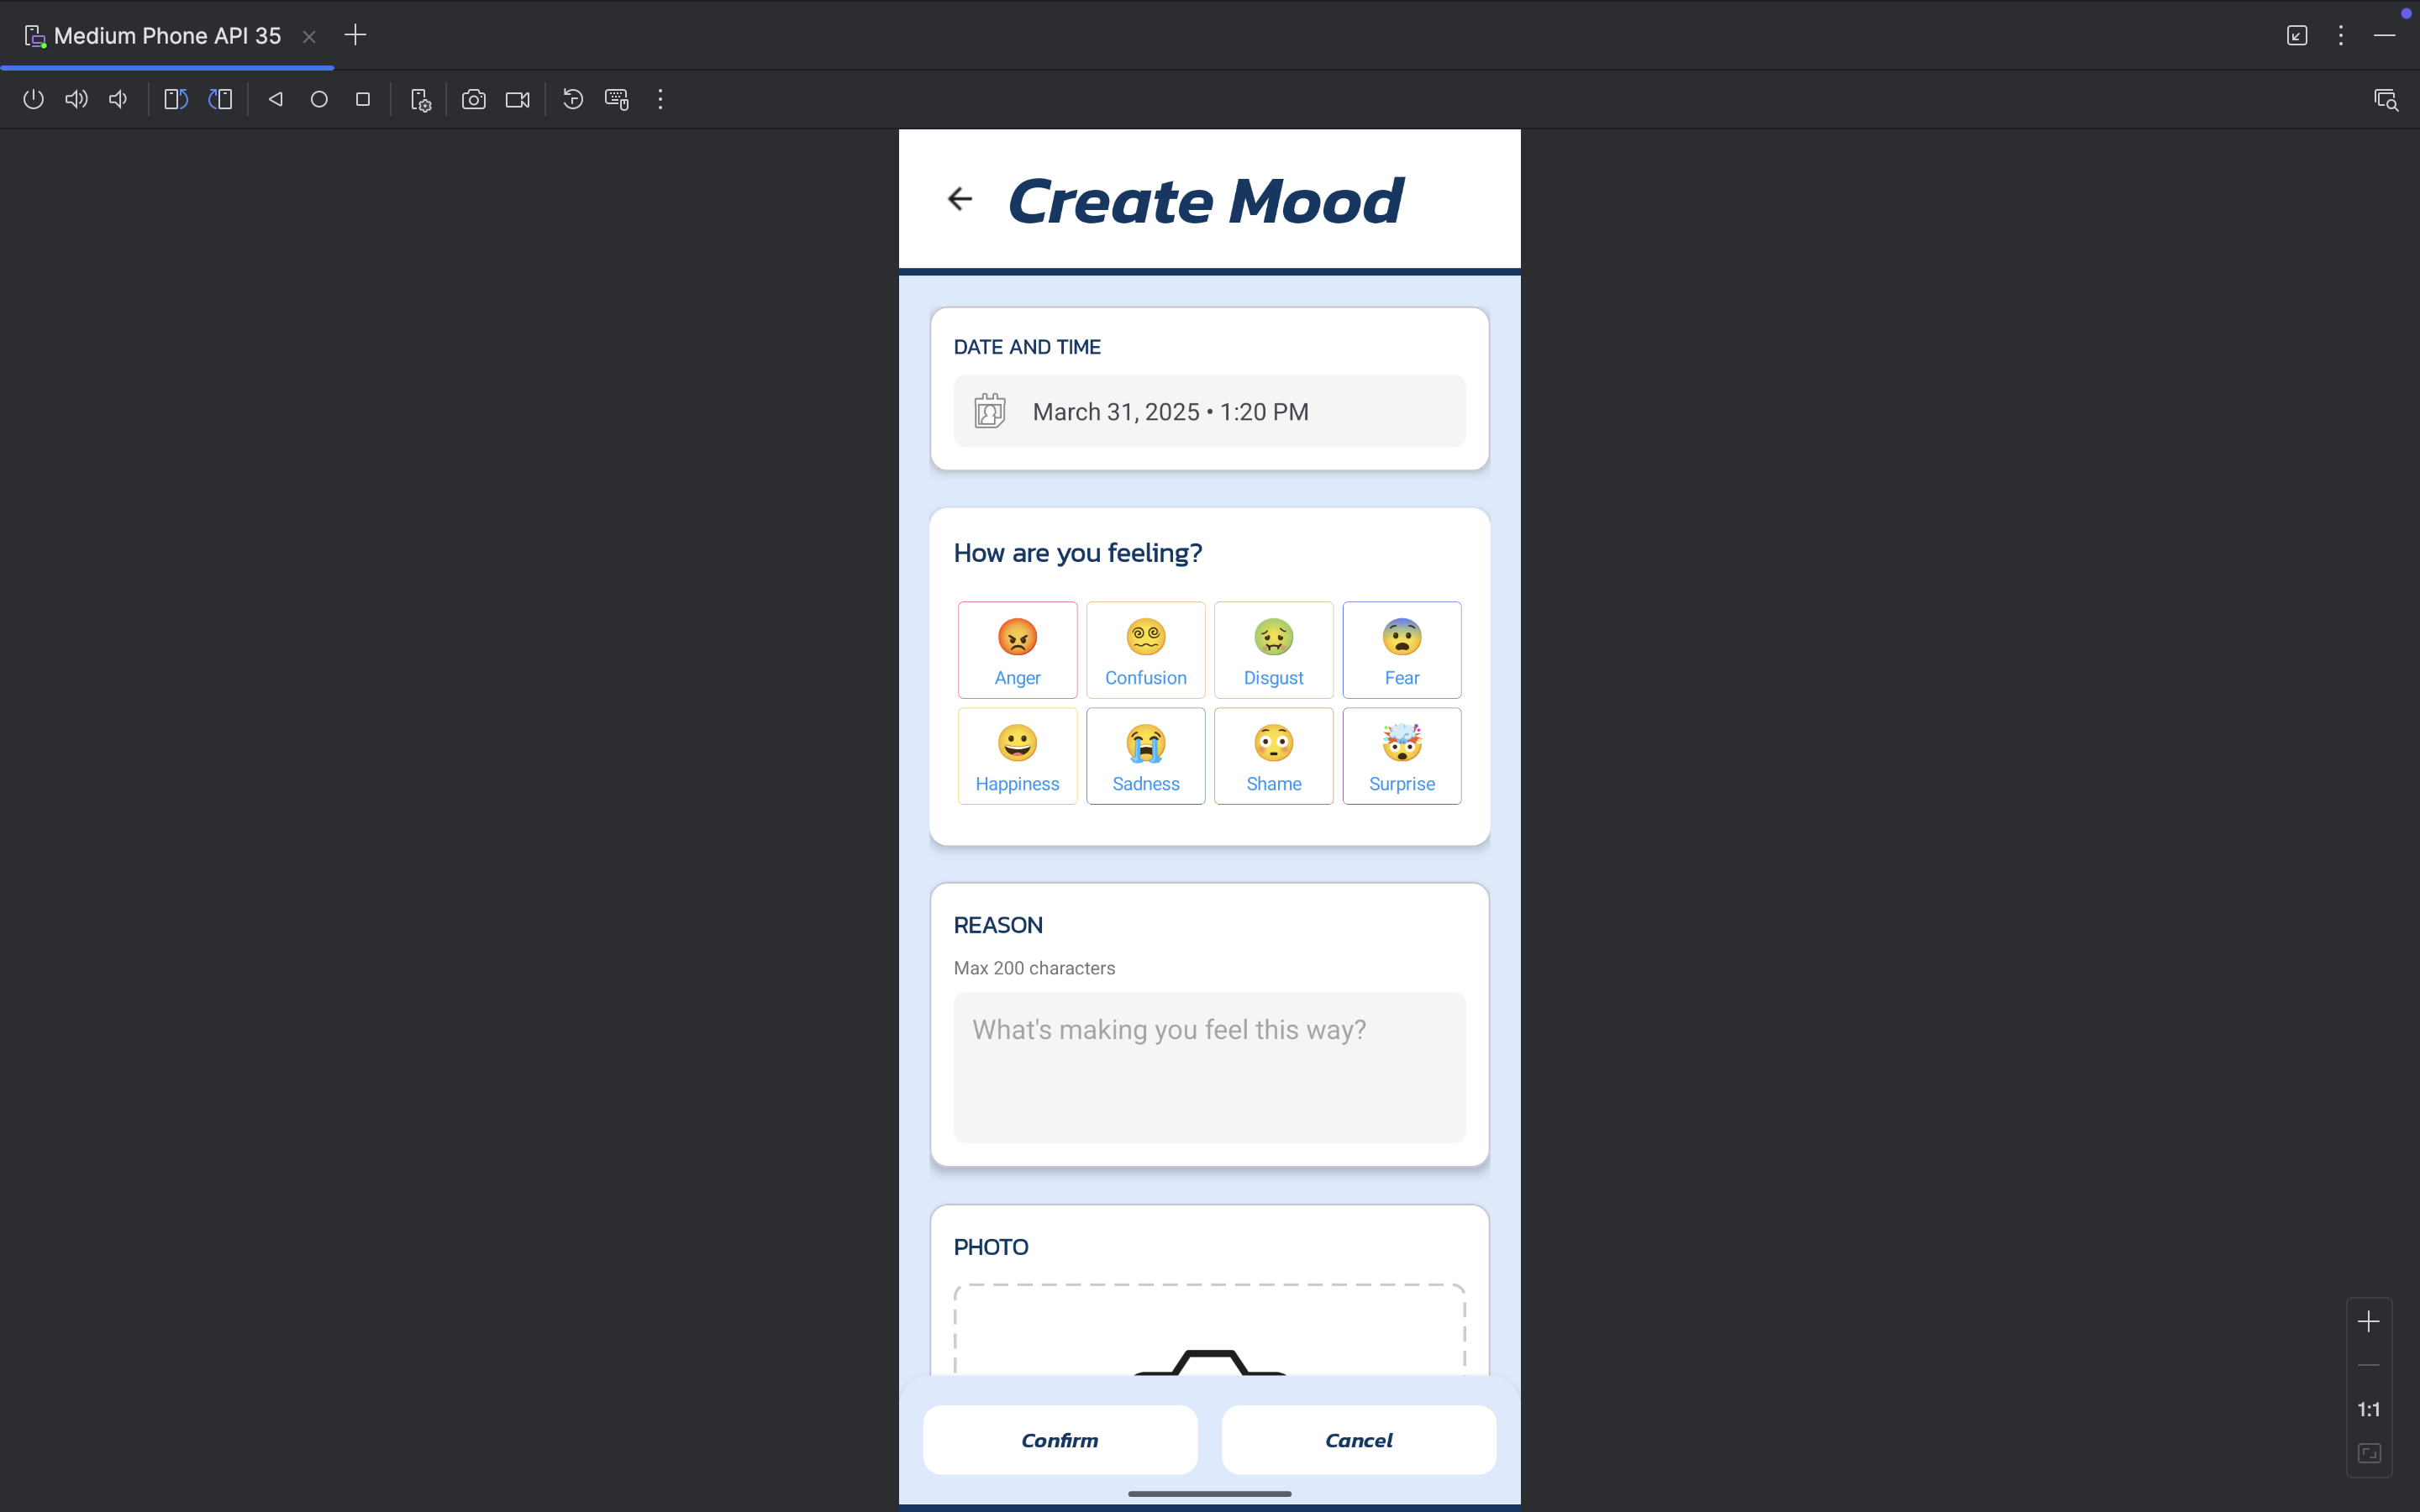 Medium Phone API 35
Create Mood
DATE AND TIME
March 31, 2025 • 1:20 PM
How are you feeling?
Anger Confusion Disgust Fear
Happiness Sadness Shame Surprise
REASON
Max 200 characters
What's making you feel this way?
PHOTO
Confirm Cancel
1:1